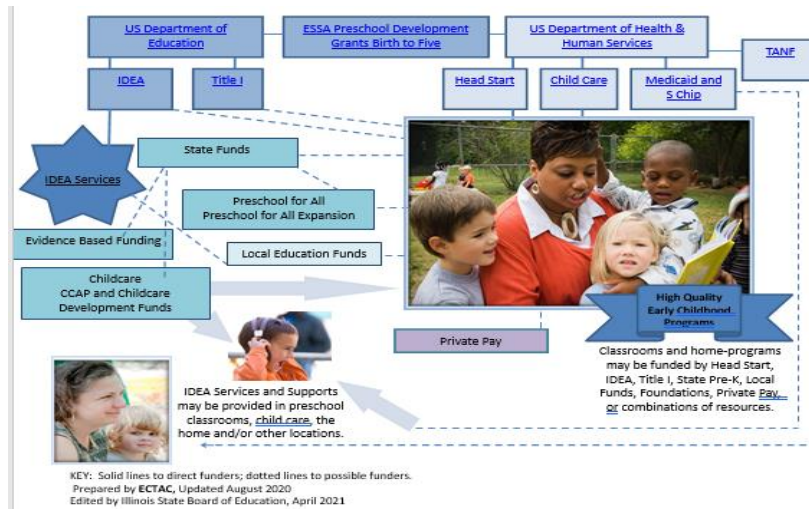 US Department of
Education
ESSA Preschool Development
Grants Birth to Five
US Department of Health &
Human Services
TANF
IDEA
Title I
Head Start
Child Care
Medicaid and
S Chip
IDEA Services
State Funds
Preschool for All
Preschool for All Expansion
Evidence Based Funding
Local Education Funds
Childcare
CCAP and Childcare
Development Funds
High Quality
Early Childhood
Programs
Private Pay
Classrooms and home-programs
may be funded by Head Start,
IDEA, Title I, State Pre-K, Local
Funds, Foundations, Private Pay,
or combinations of resources.
IDEA Services and Supports
may be provided in preschool
classrooms, child care, the
home and/or other locations.
KEY: Solid lines to direct funders; dotted lines to possible funders.
Prepared by ECTAC, Updated August 2020
Edited by Illinois State Board of Education, April 2021